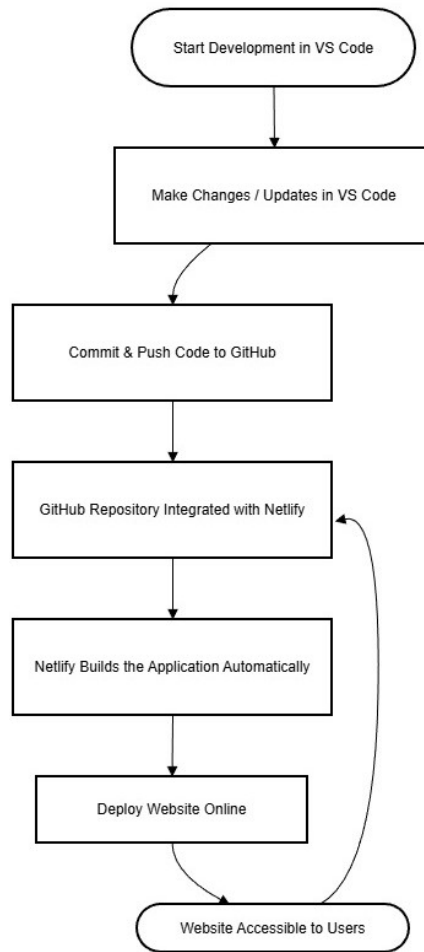 Start Development in VS Code
Make Changes / Updates in VS Code
Commit & Push Code to GitHub
GitHub Repository Integrated with Netlify
Netlify Builds the Application Automatically
Deploy Website Online
Website Accessible to Users